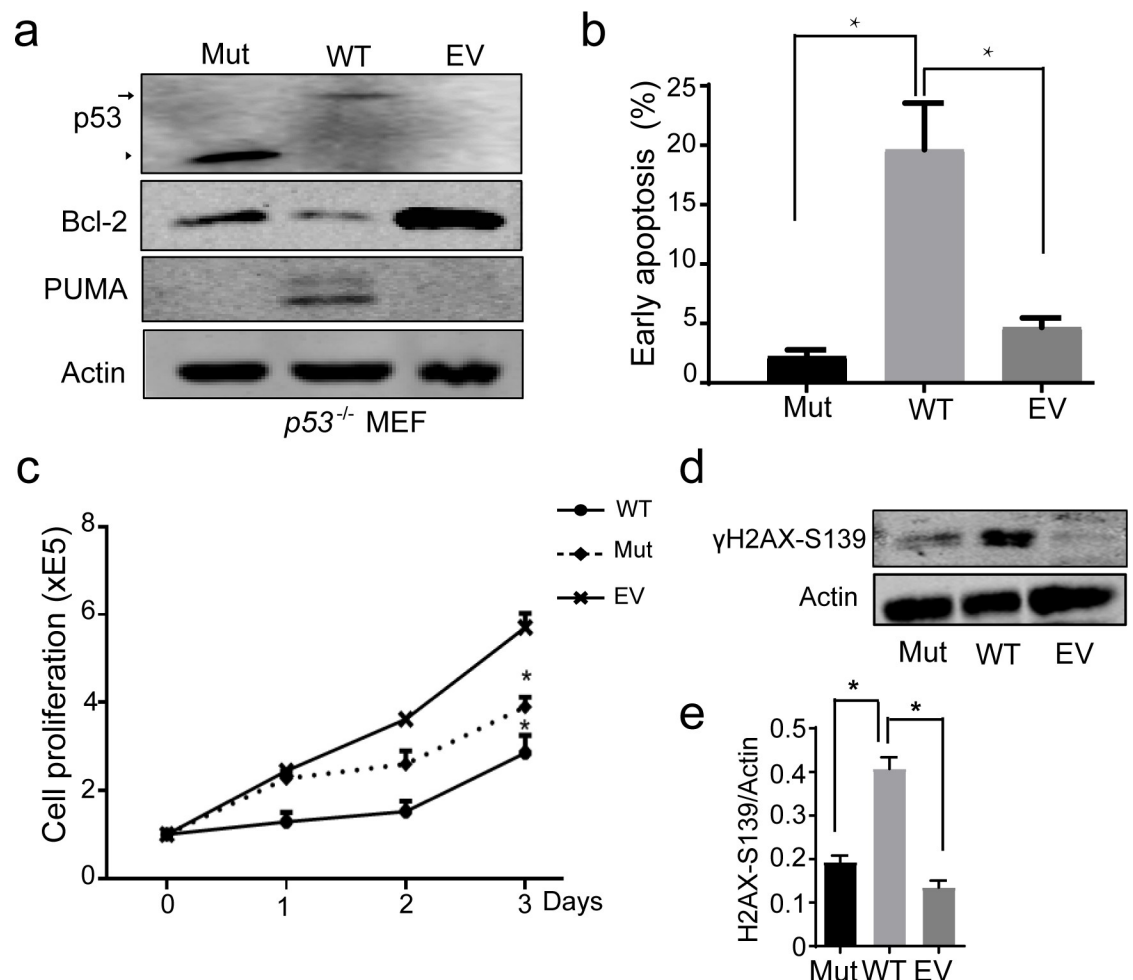 a
Mut WT EV
p53
Bcl-2
PUMA
Actin
p53-/- MEF
b
* *
Early apoptosis (%)
25
20
15
10
5
0
Mut WT EV
c
Cell proliferation (xE5)
8
6
4
2
0
0 1 2 3 Days
WT
Mut
EV
*
*
d
γH2AX-S139
Actin
Mut WT EV
e
* *
H2AX-S139/Actin
0.5
0.4
0.3
0.2
0.1
0
Mut WT EV